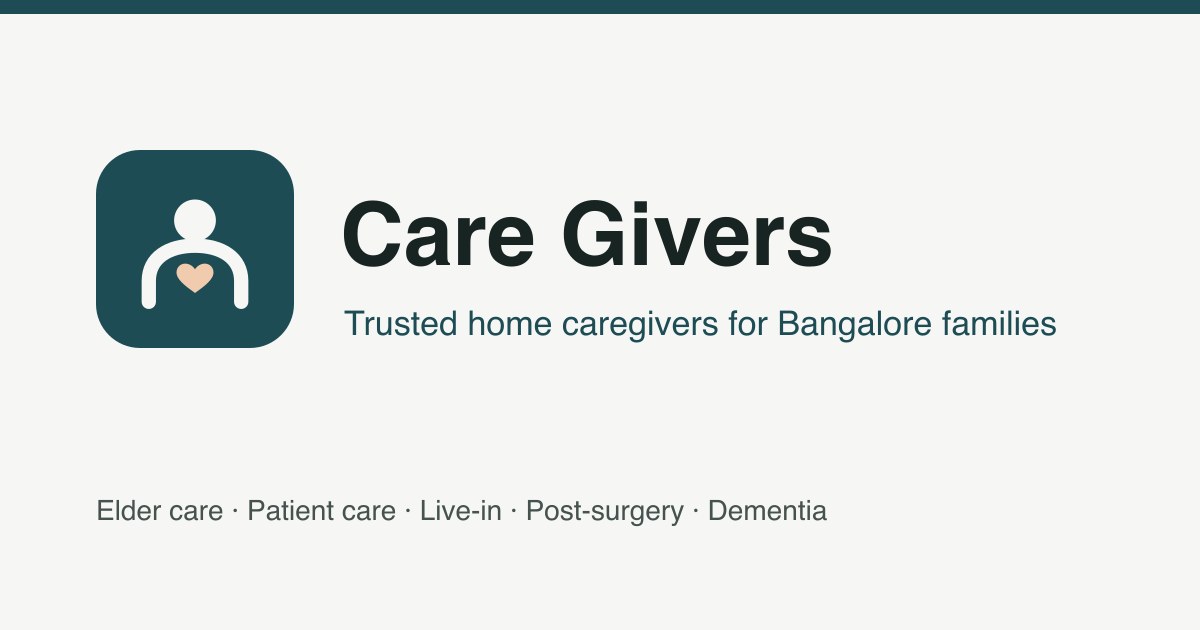 Care Givers
Trusted home caregivers for Bangalore families
Elder care · Patient care · Live-in · Post-surgery · Dementia